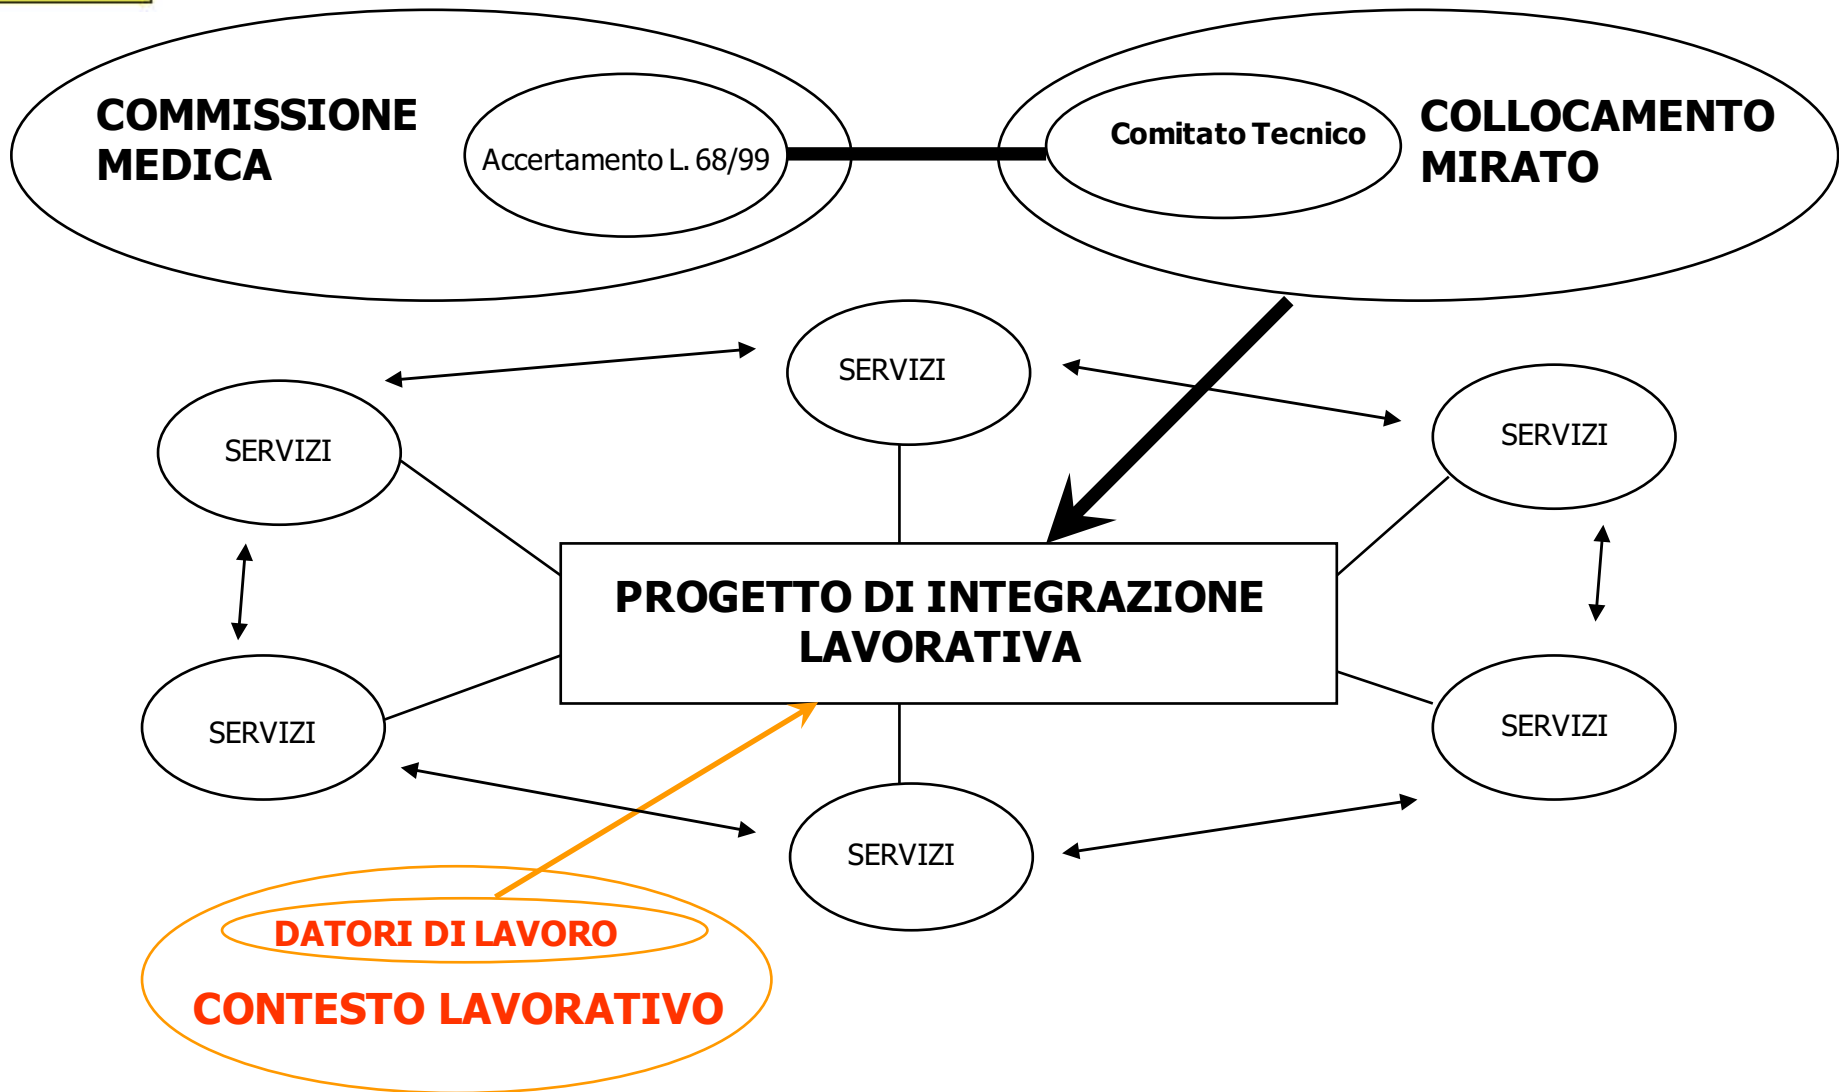 COMMISSIONE
MEDICA
Accertamento L. 68/99
Comitato Tecnico
COLLOCAMENTO
MIRATO
SERVIZI
SERVIZI
SERVIZI
PROGETTO DI INTEGRAZIONE
LAVORATIVA
SERVIZI
SERVIZI
SERVIZI
DATORI DI LAVORO
CONTESTO LAVORATIVO